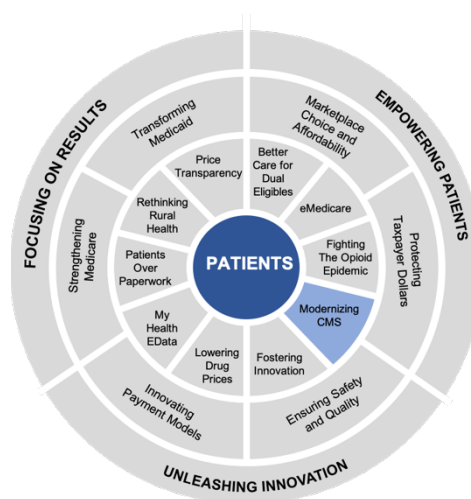 FOCUSING ON RESULTS
EMPOWERING PATIENTS
UNLEASHING INNOVATION
Transforming
Medicaid
Marketplace
Choice and
Affordability
Protecting
Taxpayer Dollars
Ensuring Safety
and Quality
Innovating
Payment Models
Strengthening
Medicare
Price
Transparency
Better
Care for
Dual
Eligibles
eMedicare
Fighting
The Opioid
Epidemic
Modernizing
CMS
Fostering
Innovation
Lowering
Drug
Prices
My
Health
EData
Patients
Over
Paperwork
Rethinking
Rural
Health
PATIENTS